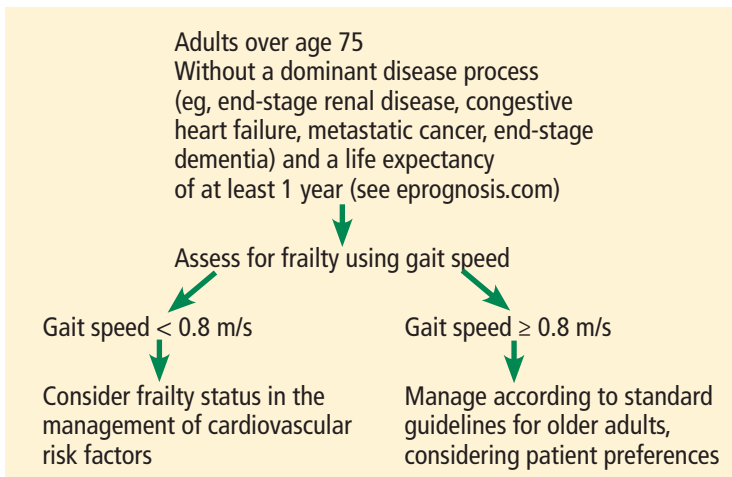 Adults over age 75
Without a dominant disease process
(eg, end-stage renal disease, congestive
heart failure, metastatic cancer, end-stage
dementia) and a life expectancy
of at least 1 year (see eprognosis.com)
Assess for frailty using gait speed
Gait speed < 0.8 m/s
Consider frailty status in the
management of cardiovascular
risk factors
Gait speed ≥ 0.8 m/s
Manage according to standard
guidelines for older adults,
considering patient preferences